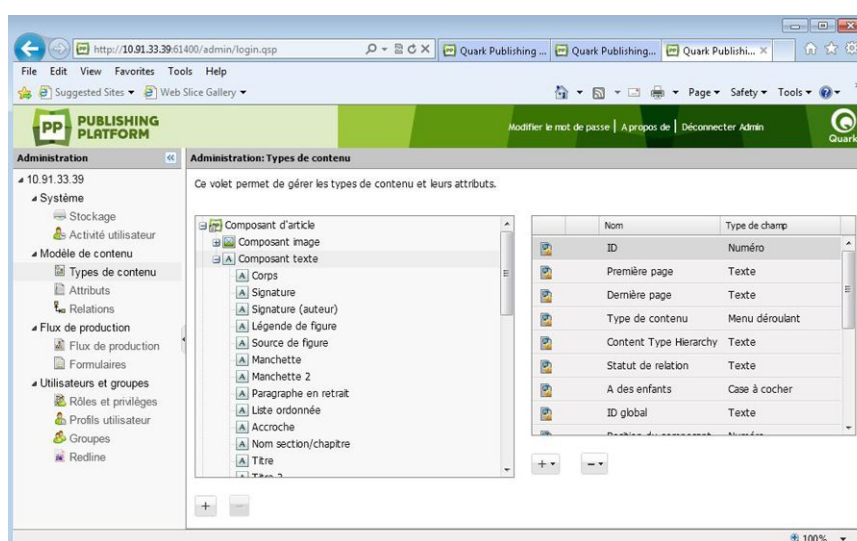 http://10.91.33.39:61400/admin/login.qsp
Quark Publishing ...
Quark Publishing...
Quark Publishi...
File Edit View Favorites Tools Help
Suggested Sites Web Slice Gallery
Page Safety Tools
PP PUBLISHING PLATFORM
Modifier le mot de passe | A propos de | Déconnecter Admin
Quark
Administration
Administration: Types de contenu
10.91.33.39
Système
Stockage
Activité utilisateur
Modèle de contenu
Types de contenu
Attributs
Relations
Flux de production
Flux de production
Formulaires
Utilisateurs et groupes
Rôles et privilèges
Profils utilisateur
Groupes
Redline
Ce volet permet de gérer les types de contenu et leurs attributs.
Composant d'article
Composant image
Composant texte
Corps
Signature
Signature (auteur)
Légende de figure
Source de figure
Manchette
Manchette 2
Paragraphe en retrait
Liste ordonnée
Accroche
Nom section/chapitre
Titre
Titre 2
Nom Type de champ
ID Numéro
Première page Texte
Dernière page Texte
Type de contenu Menu déroulant
Content Type Hierarchy Texte
Statut de relation Texte
A des enfants Case à cocher
ID global Texte
Position du composant Numéro
100%